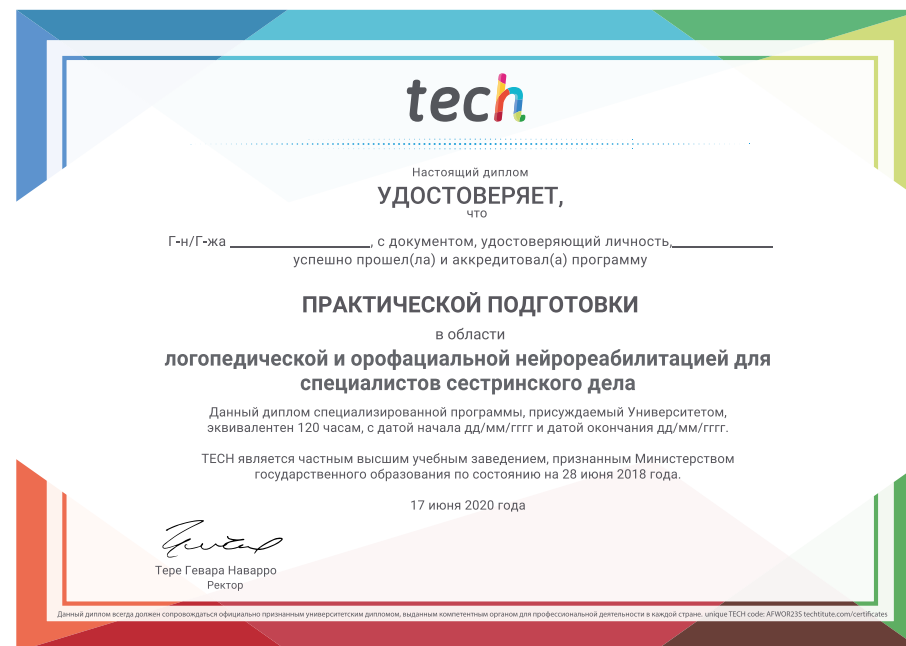 tech
Настоящий диплом
УДОСТОВЕРЯЕТ,
что
Г-н/Г-жа ____________________, с документом, удостоверяющий личность,______________
успешно прошел(ла) и аккредитовал(а) программу
ПРАКТИЧЕСКОЙ ПОДГОТОВКИ
в области
логопедической и орофациальной нейрореабилитацией для
специалистов сестринского дела
Данный диплом специализированной программы, присуждаемый Университетом,
эквивалентен 120 часам, с датой начала дд/мм/гггг и датой окончания дд/мм/гггг.
TECH является частным высшим учебным заведением, признанным Министерством
государственного образования по состоянию на 28 июня 2018 года.
17 июня 2020 года
Тере Гевара Наварро
Ректор
Данный диплом всегда должен сопровождаться официально признанным университетским дипломом, выданным компетентным органом для профессиональной деятельности в каждой стране. unique TECH code: AFWOR23S techtitute.com/certificates